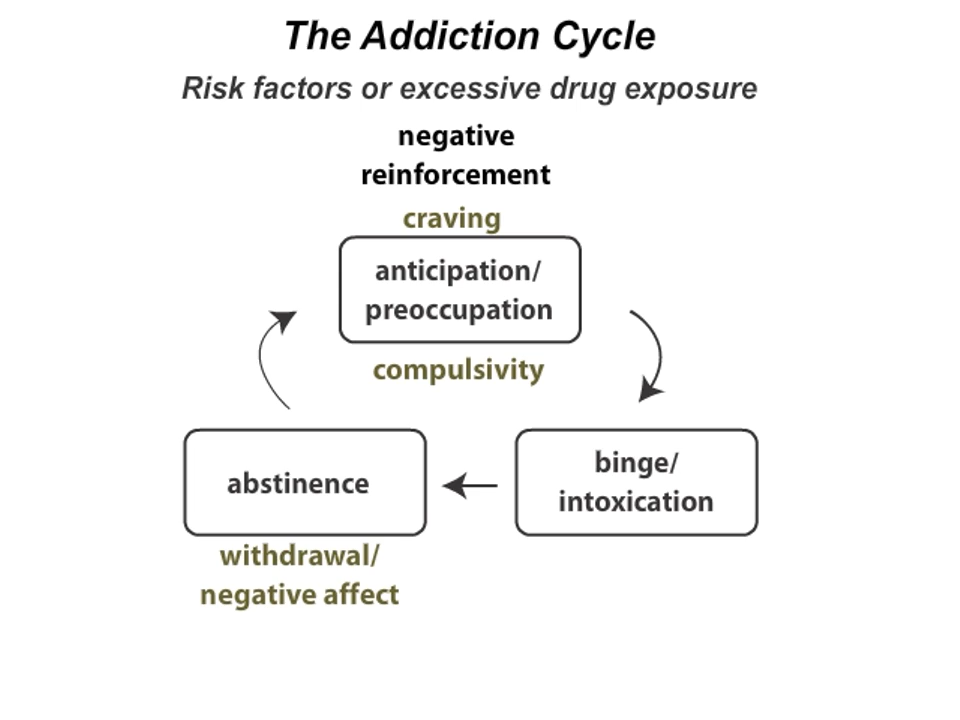 The Addiction Cycle
Risk factors or excessive drug exposure
negative
reinforcement
craving
anticipation/
preoccupation
compulsivity
abstinence
binge/
intoxication
withdrawal/
negative affect